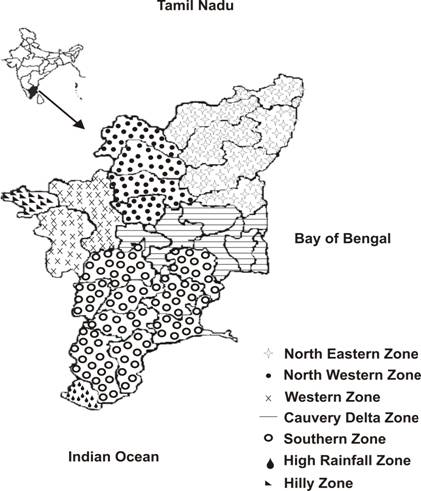 Tamil Nadu
Bay of Bengal
North Eastern Zone
North Western Zone
Western Zone
Cauvery Delta Zone
Southern Zone
High Rainfall Zone
Hilly Zone
Indian Ocean